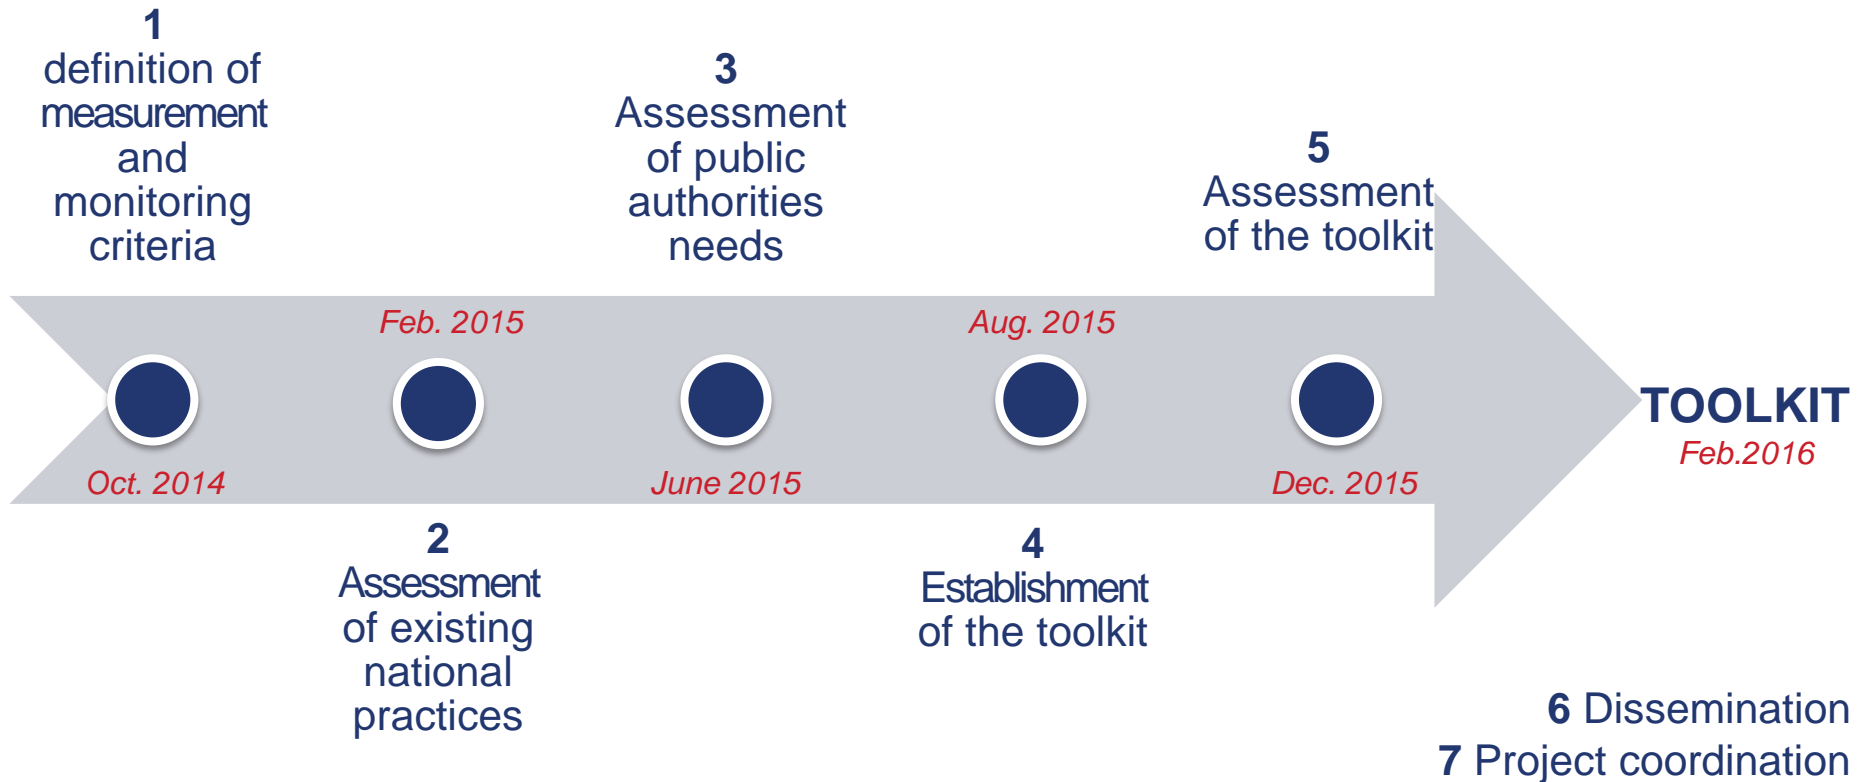 1
definition of
measurement
and
monitoring
criteria
Oct. 2014
Feb. 2015
2
Assessment
of existing
national
practices
3
Assessment
of public
authorities
needs
June 2015
Aug. 2015
4
Establishment
of the toolkit
5
Assessment
of the toolkit
Dec. 2015
TOOLKIT
Feb.2016
6 Dissemination
7 Project coordination